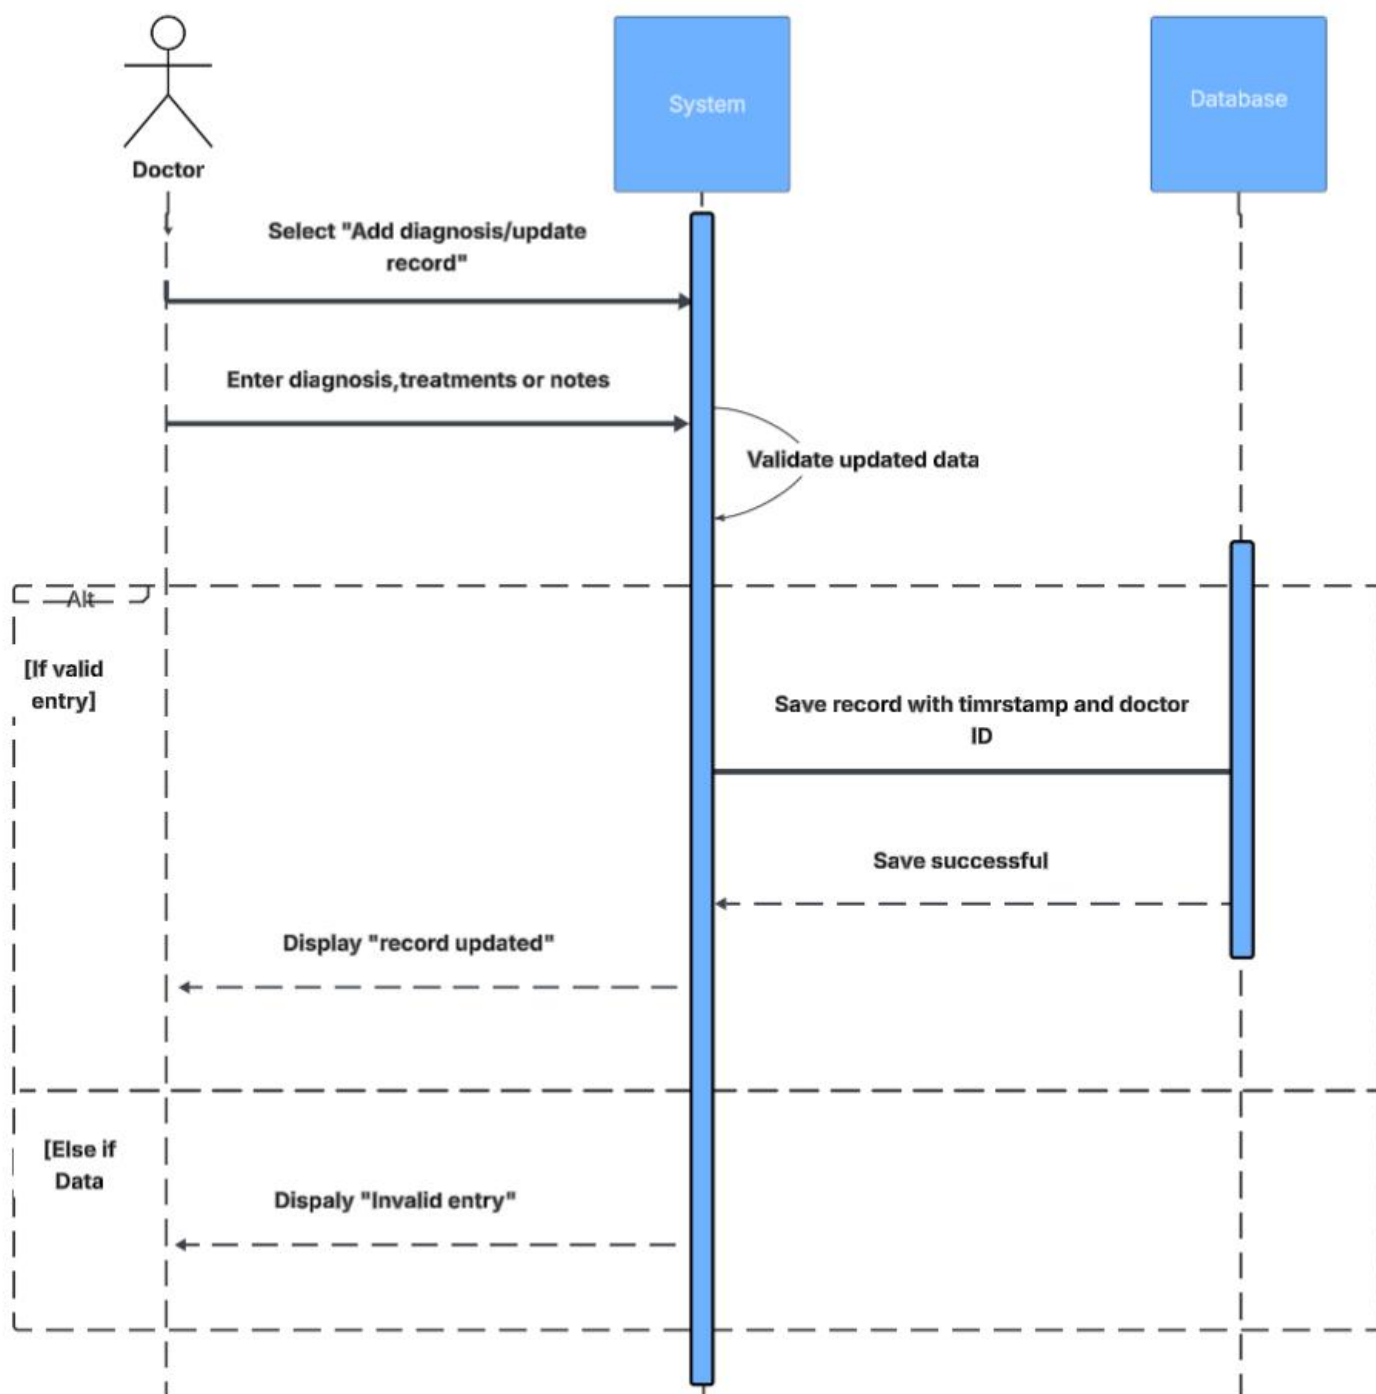 System
Database
Doctor
Select "Add diagnosis/update
record"
Enter diagnosis,treatments or notes
Validate updated data
Alt
[If valid
entry]
Save record with timrstamp and doctor
ID
Save successful
Display "record updated"
[Else if
Data
Dispaly "Invalid entry"